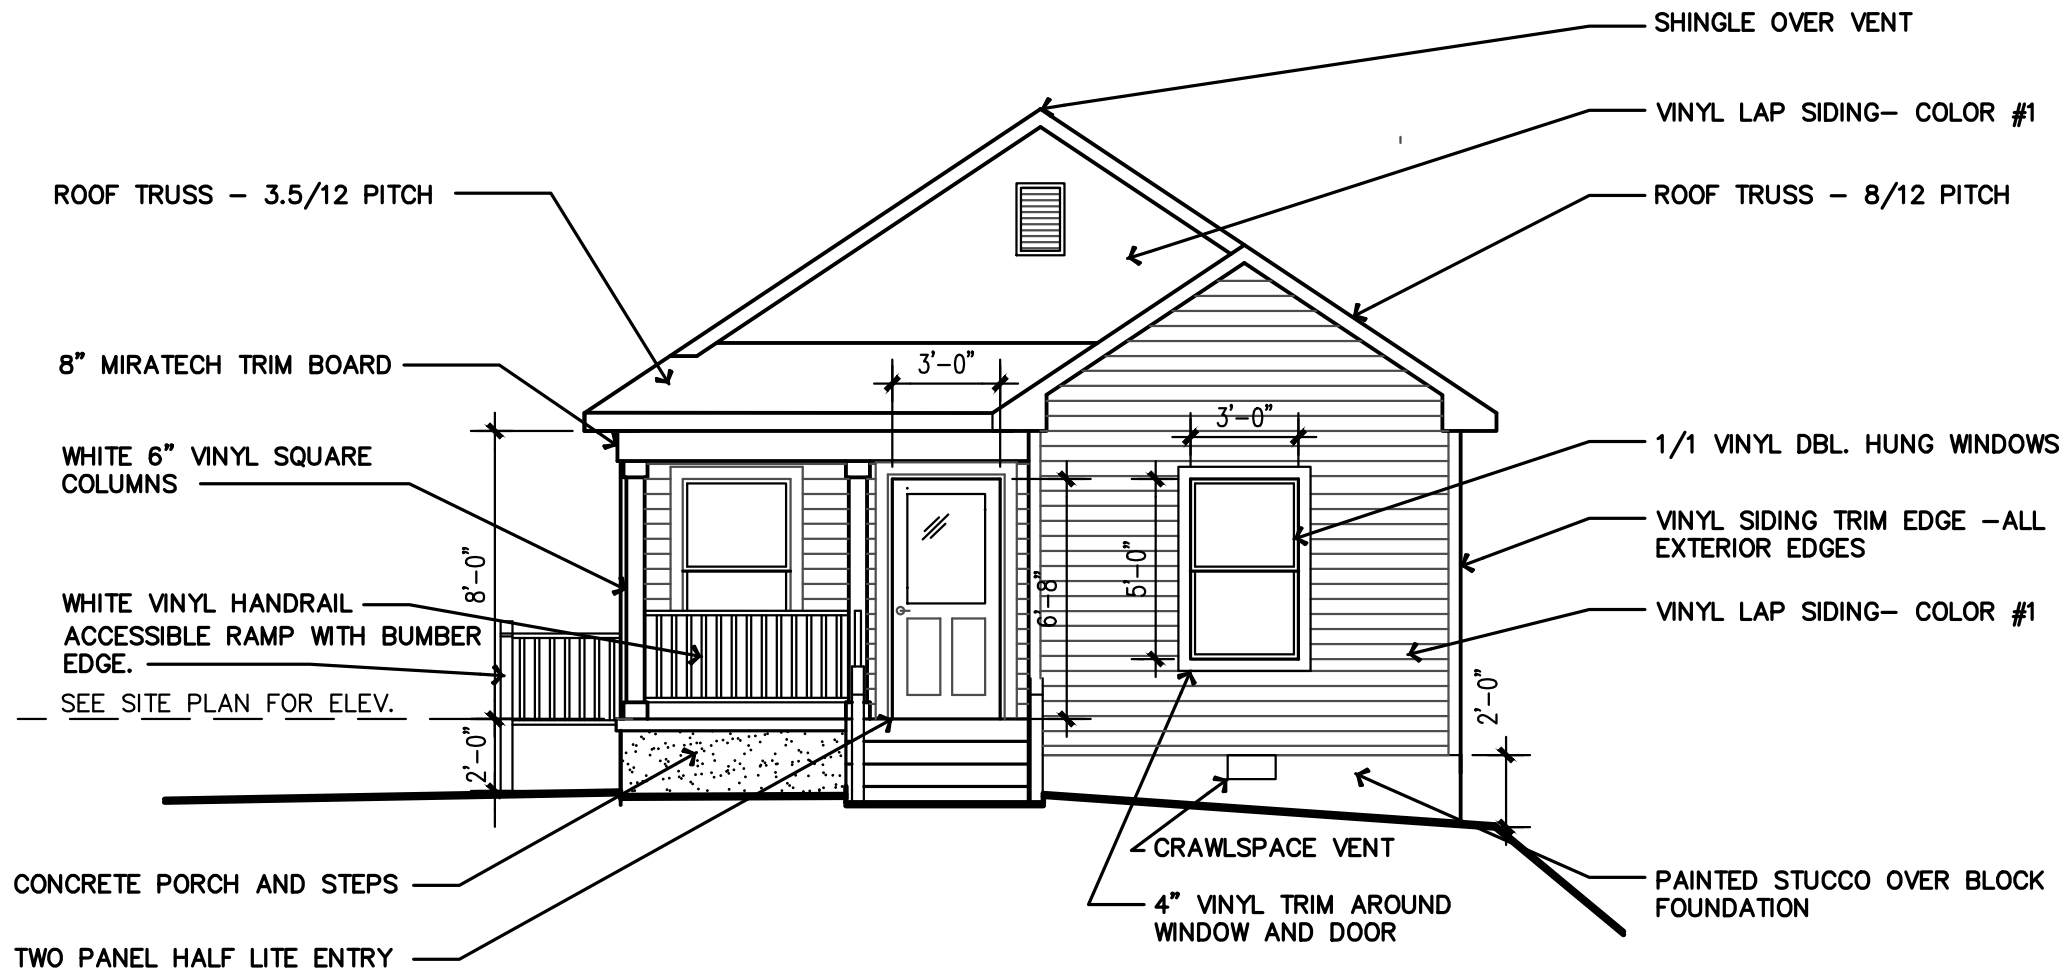 SHINGLE OVER VENT
VINYL LAP SIDING- COLOR #1
ROOF TRUSS - 3.5/12 PITCH
ROOF TRUSS - 8/12 PITCH
8" MIRATECH TRIM BOARD
3'-0"
3'-0"
WHITE 6" VINYL SQUARE
COLUMNS
1/1 VINYL DBL. HUNG WINDOWS
VINYL SIDING TRIM EDGE -ALL
EXTERIOR EDGES
8'-0"
5'-0"
6'-8"
WHITE VINYL HANDRAIL
ACCESSIBLE RAMP WITH BUMBER
EDGE.
VINYL LAP SIDING- COLOR #1
SEE SITE PLAN FOR ELEV.
2'-0"
2'-0"
CRAWLSPACE VENT
CONCRETE PORCH AND STEPS
PAINTED STUCCO OVER BLOCK
FOUNDATION
4" VINYL TRIM AROUND
WINDOW AND DOOR
TWO PANEL HALF LITE ENTRY